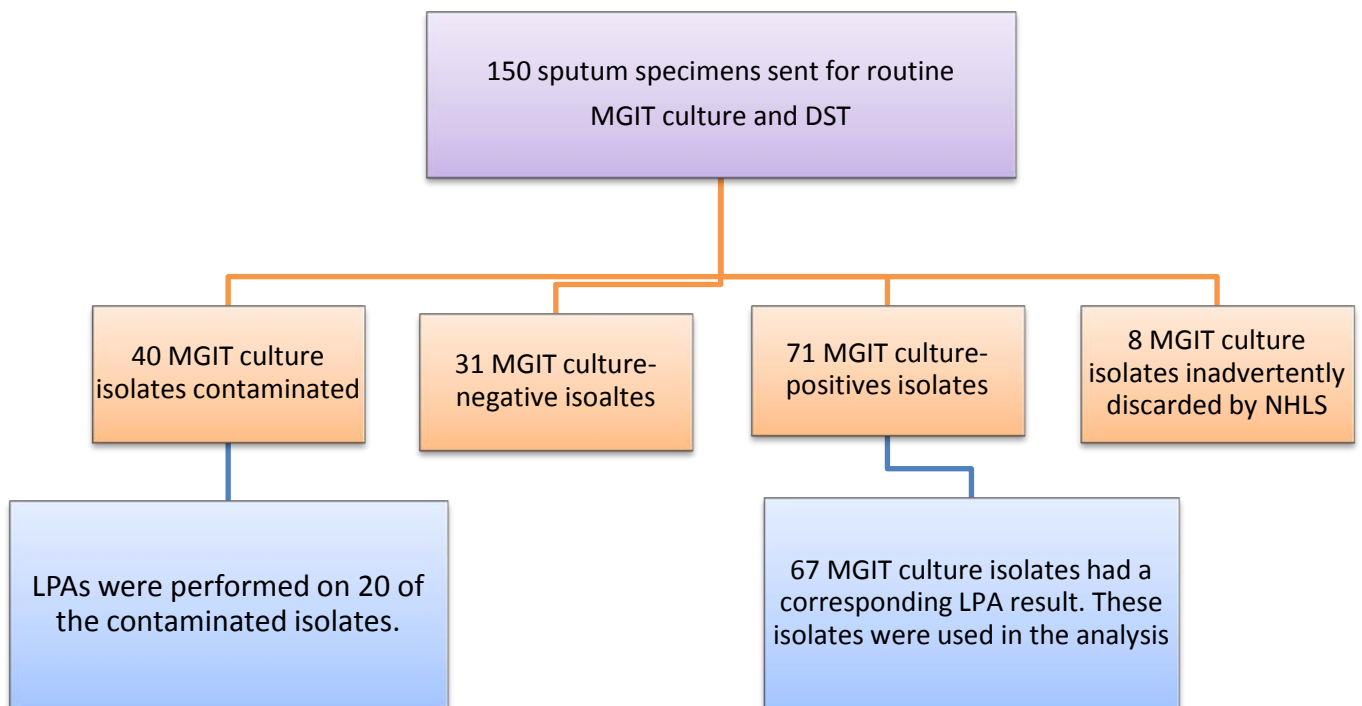 150 sputum specimens sent for routine
MGIT culture and DST
40 MGIT culture
isolates contaminated
31 MGIT culture-
negative isoaltes
71 MGIT culture-
positives isolates
8 MGIT culture
isolates inadvertently
discarded by NHLS
LPAs were performed on 20 of
the contaminated isolates.
67 MGIT culture isolates had a
corresponding LPA result. These
isolates were used in the analysis